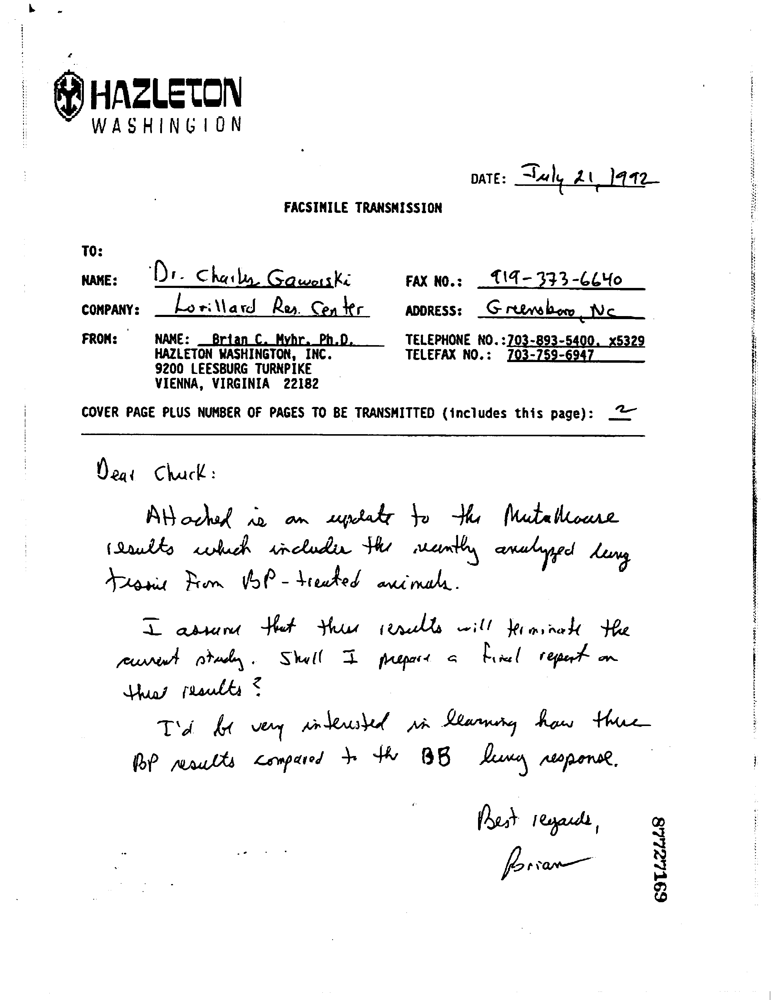 HAZLETON
WASHINGTON
DATE: July 21, 1992
FACSIMILE TRANSMISSION
TO:
NAME: Dr. Charles Gaworski FAX NO.: 919-373-6640
COMPANY: Lorillard Res. Center ADDRESS: Greensboro, NC
FROM: NAME: Brian C. Myhr, Ph.D. TELEPHONE NO.: 703-893-5400, x5329
HAZLETON WASHINGTON, INC. TELEFAX NO.: 703-759-6947
9200 LEESBURG TURNPIKE
VIENNA, VIRGINIA 22182
COVER PAGE PLUS NUMBER OF PAGES TO BE TRANSMITTED (includes this page): 2
Dear Chuck:
Attached is an update to the MutaMouse
results which includes the recently analyzed lung
tissue from BP-treated animals.
I assume that these results will terminate the
current study. Shall I prepare a final report on
these results?
I'd be very interested in learning how these
BP results compared to the BB lung response.
Best regards,
Brian
87727169